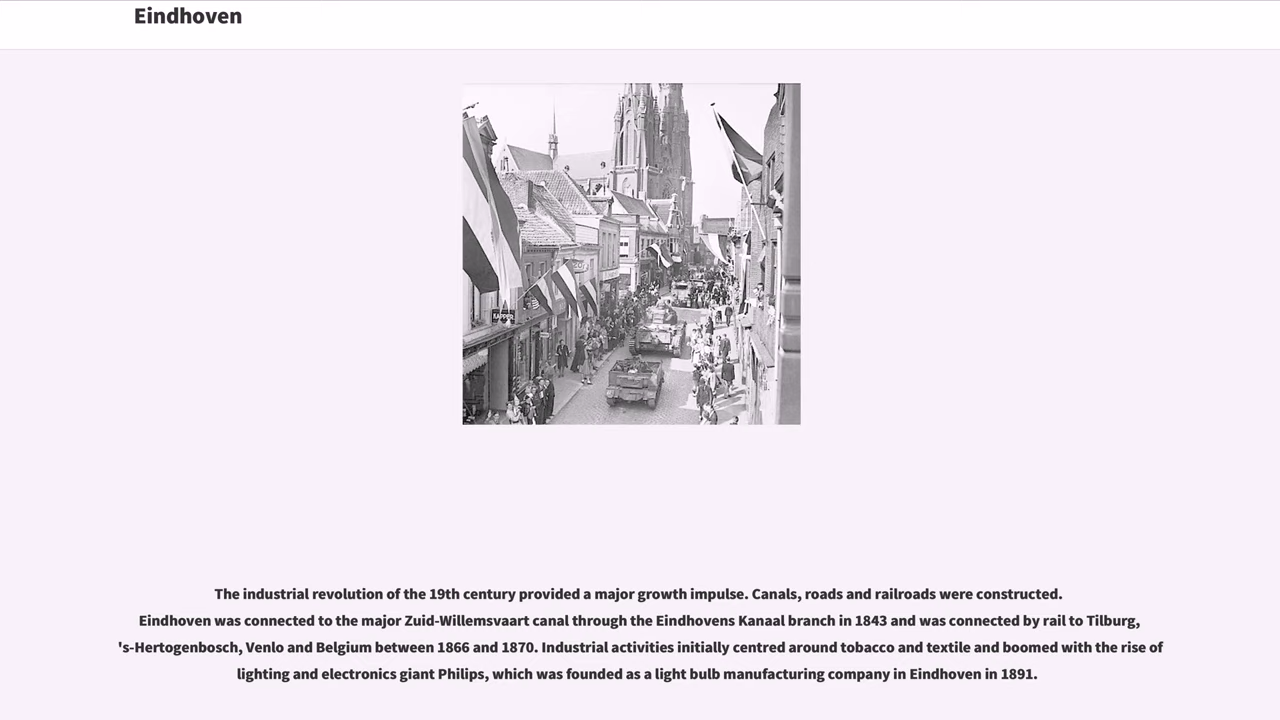 Eindhoven
KAPPER
The industrial revolution of the 19th century provided a major growth impulse. Canals, roads and railroads were constructed.
Eindhoven was connected to the major Zuid-Willemsvaart canal through the Eindhovens Kanaal branch in 1843 and was connected by rail to Tilburg,
's-Hertogenbosch, Venlo and Belgium between 1866 and 1870. Industrial activities initially centred around tobacco and textile and boomed with the rise of
lighting and electronics giant Philips, which was founded as a light bulb manufacturing company in Eindhoven in 1891.